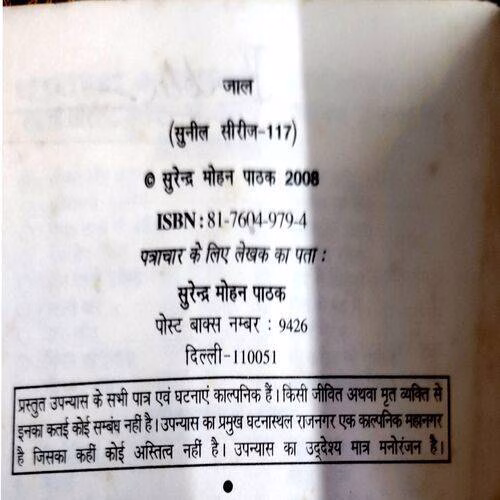 जाल
(सुनील सीरीज-117)
© सुरेन्द्र मोहन पाठक 2008
ISBN : 81-7604-979-4
पत्राचार के लिए लेखक का पता :
सुरेन्द्र मोहन पाठक
पोस्ट बाक्स नम्बर : 9426
दिल्ली-110051
प्रस्तुत उपन्यास के सभी पात्र एवं घटनाएं काल्पनिक हैं। किसी जीवित अथवा मृत व्यक्ति से
इनका कतई कोई सम्बंध नहीं है। उपन्यास का प्रमुख घटनास्थल राजनगर एक काल्पनिक महानगर
है जिसका कहीं कोई अस्तित्व नहीं है। उपन्यास का उद्देश्य मात्र मनोरंजन है।